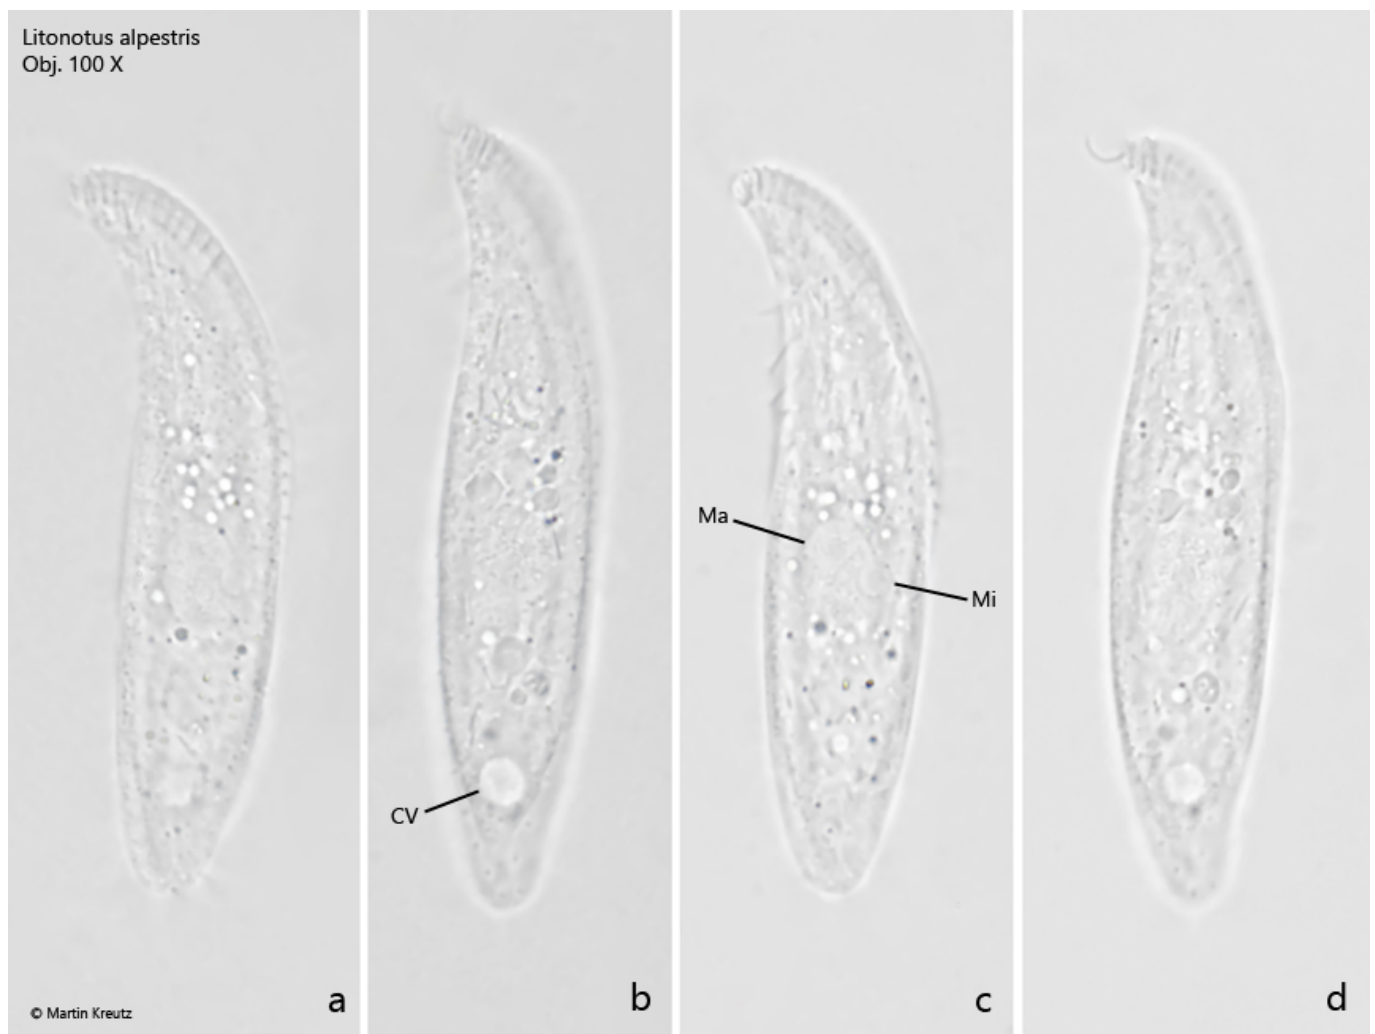 Litonotus alpestris
Obj. 100 X
Ma
Mi
CV
© Martin Kreutz
a
b
c
d